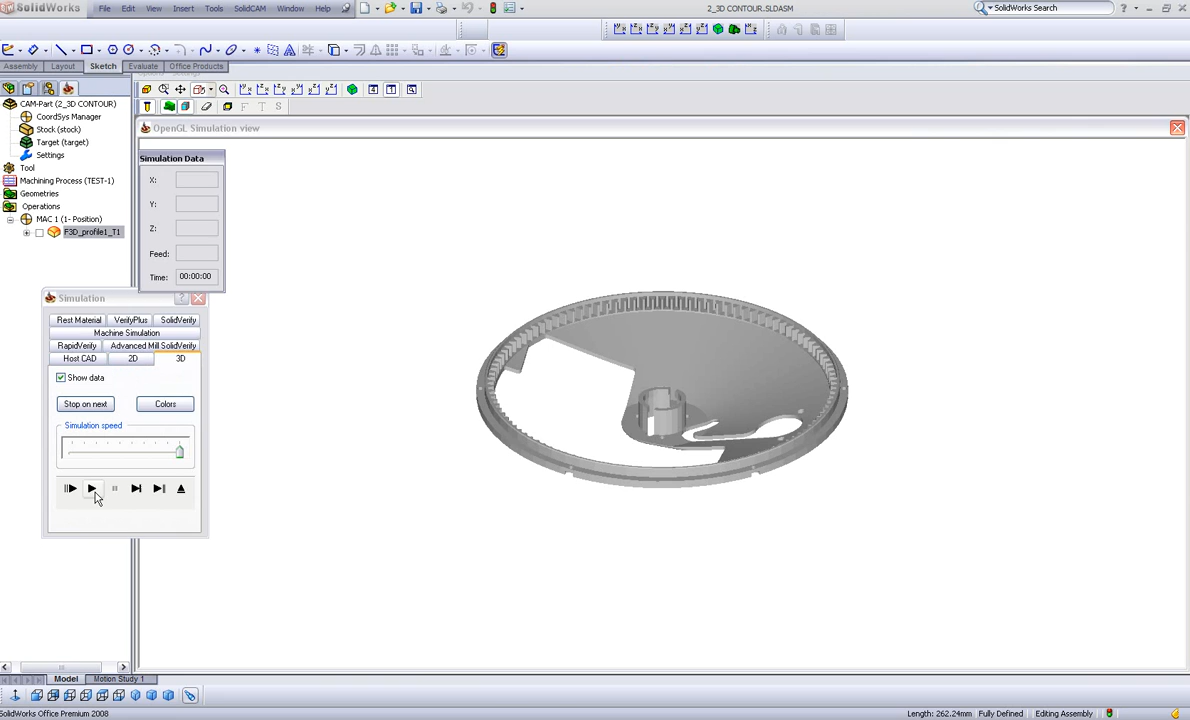 SolidWorks
File Edit View Insert Tools SolidCAM Window Help
2_3D CONTOUR.SLDASM
SolidWorks Search
Assembly Layout Sketch Evaluate Office Products
CAM-Part (2_3D CONTOUR)
CoordSys Manager
Stock (stock)
Target (target)
Settings
Tool
Machining Process (TEST-1)
Geometries
Operations
MAC 1 (1- Position)
F3D_profile1_T1
F T S
OpenGL Simulation view
Simulation Data
X:
Y:
Z:
Feed:
Time: 00:00:00
Simulation
Rest Material VerifyPlus SolidVerify
Machine Simulation
RapidVerify Advanced Mill SolidVerify
Host CAD 2D 3D
Show data
Stop on next Colors
Simulation speed
Model Motion Study 1
SolidWorks Office Premium 2008
Length: 262.24mm Fully Defined Editing Assembly